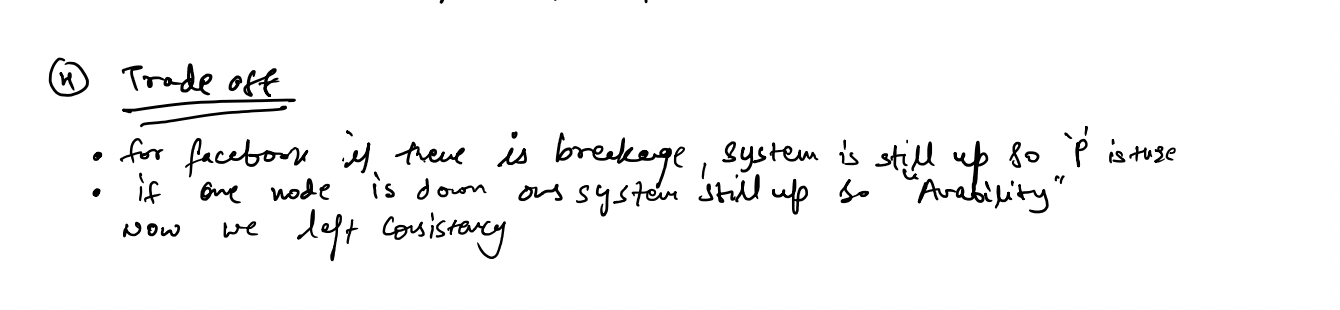 ④ Trade off
• for facebook if there is breakage, system is still up so 'P' is true
• if one node is down our system still up so "Avability"
Now we left Consistency